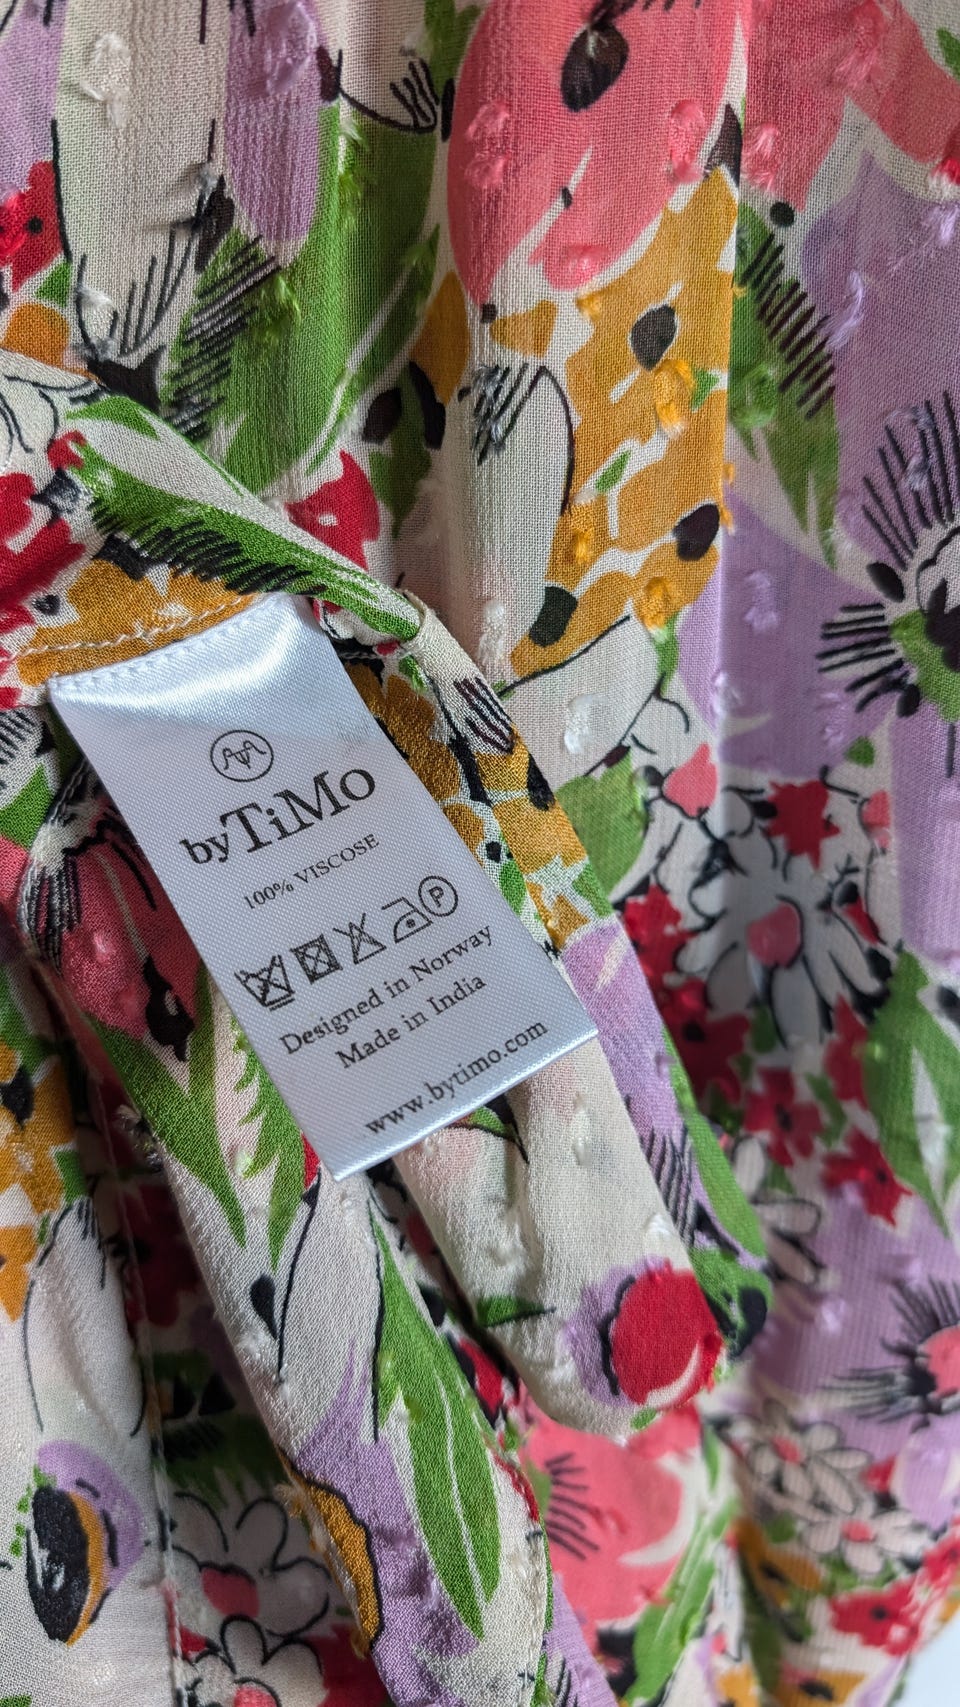 byTiMo
100% VISCOSE
P
Designed in Norway
Made in India
www.bytimo.com